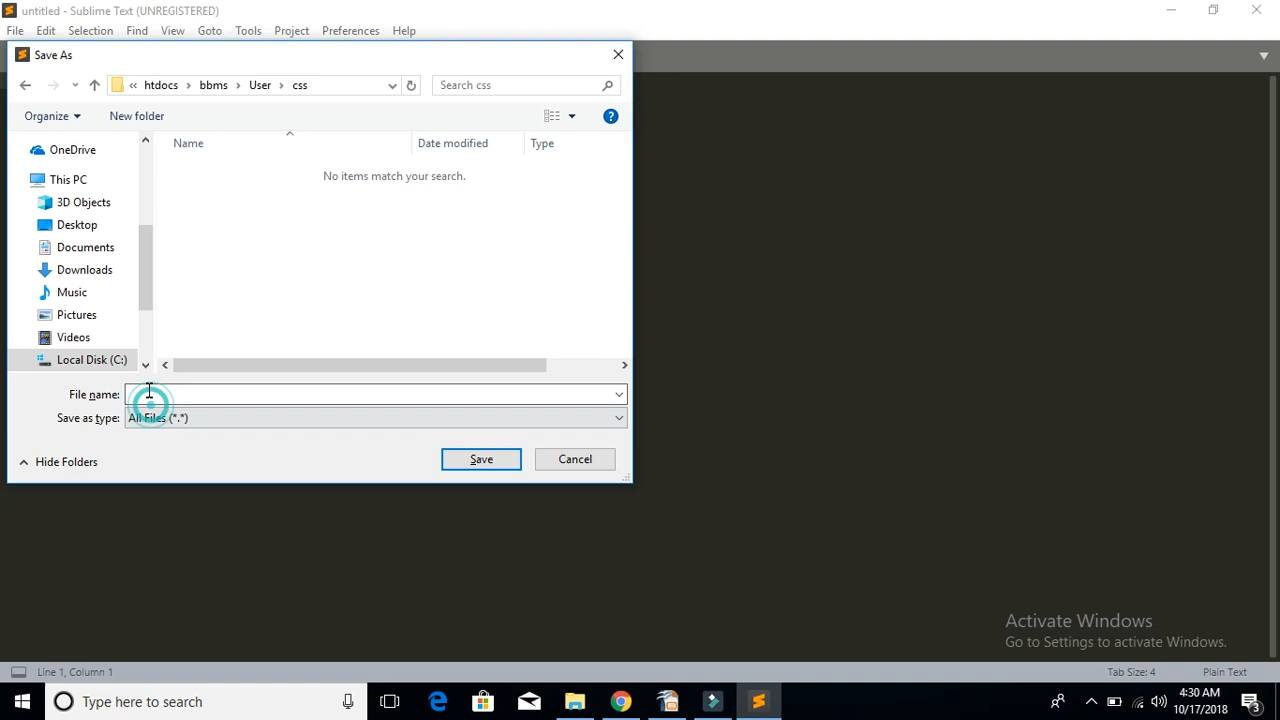 untitled - Sublime Text (UNREGISTERED)
File Edit Selection Find View Goto Tools Project Preferences Help
Save As
« htdocs › bbms › User › css
Search css
Organize New folder
Name Date modified Type
No items match your search.
OneDrive
This PC
3D Objects
Desktop
Documents
Downloads
Music
Pictures
Videos
Local Disk (C:)
File name:
Save as type: All Files (*.*)
Hide Folders
Save Cancel
Activate Windows
Go to Settings to activate Windows.
Line 1, Column 1
Tab Size: 4 Plain Text
Type here to search
4:30 AM
10/17/2018
3